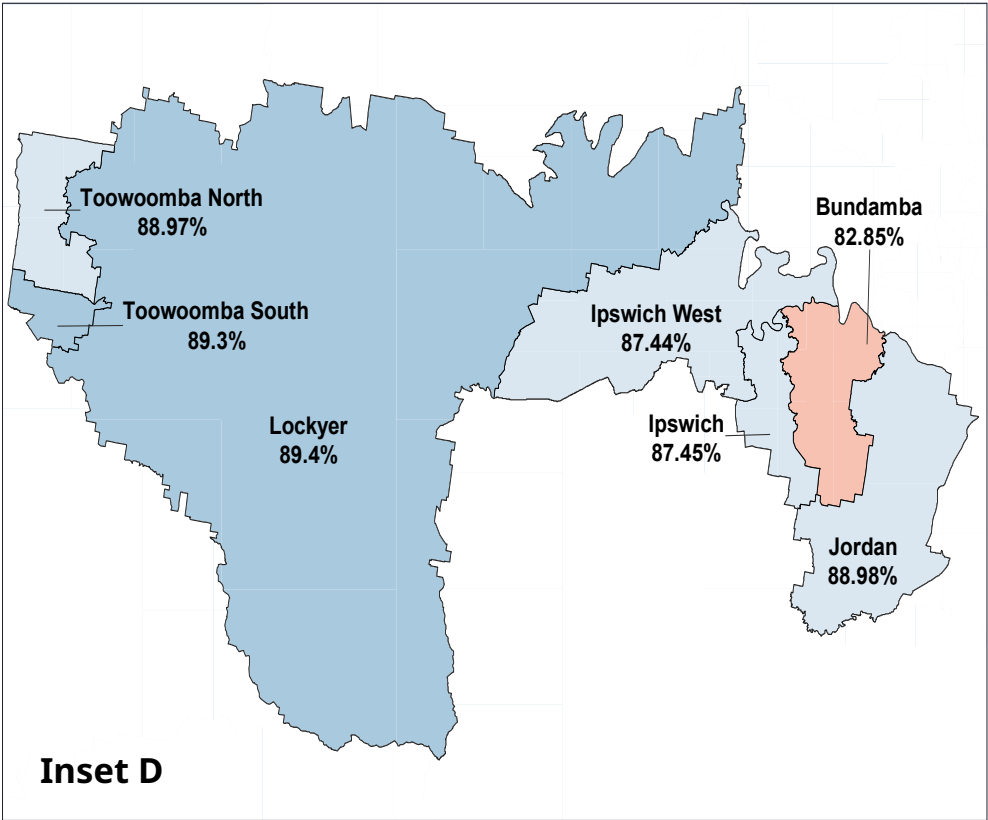 Toowoomba North
88.97%
Bundamba
82.85%
Toowoomba South
89.3%
Ipswich West
87.44%
Lockyer
89.4%
Ipswich
87.45%
Jordan
88.98%
Inset D